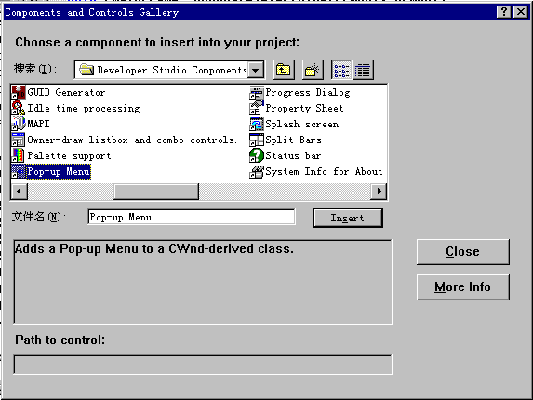 Components and Controls Gallery
Choose a component to insert into your project:
搜索(I):
Developer Studio Components
GUID Generator
Idle time processing
MAPI
Owner-draw listbox and combo controls.
Palette support
Pop-up Menu
Progress Dialog
Property Sheet
Splash screen
Split Bars
Status bar
System Info for About
文件名(N):
Pop-up Menu
Insert
Adds a Pop-up Menu to a CWnd-derived class.
Close
More Info
Path to control: